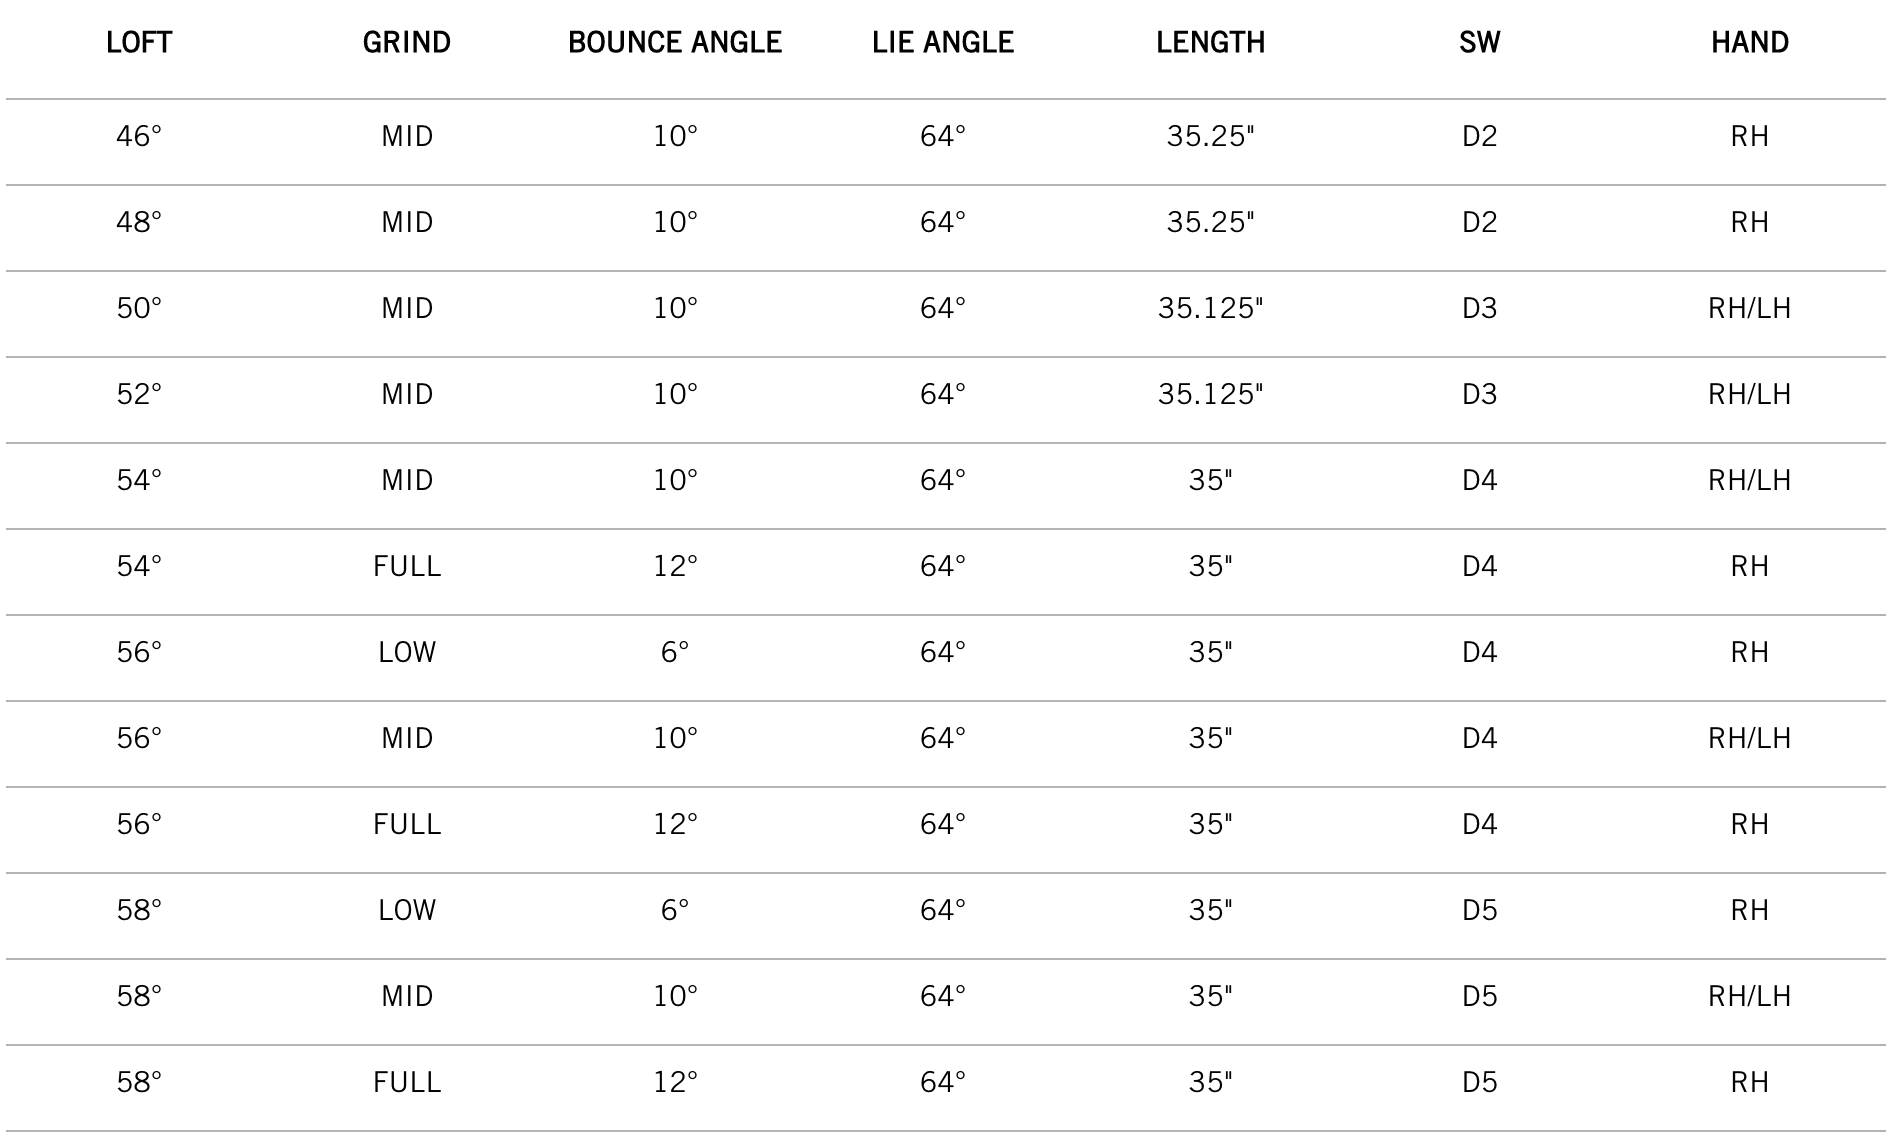 LOFT GRIND BOUNCE ANGLE LIE ANGLE LENGTH SW HAND
46° MID 10° 64° 35.25" D2 RH
48° MID 10° 64° 35.25" D2 RH
50° MID 10° 64° 35.125" D3 RH/LH
52° MID 10° 64° 35.125" D3 RH/LH
54° MID 10° 64° 35" D4 RH/LH
54° FULL 12° 64° 35" D4 RH
56° LOW 6° 64° 35" D4 RH
56° MID 10° 64° 35" D4 RH/LH
56° FULL 12° 64° 35" D4 RH
58° LOW 6° 64° 35" D5 RH
58° MID 10° 64° 35" D5 RH/LH
58° FULL 12° 64° 35" D5 RH